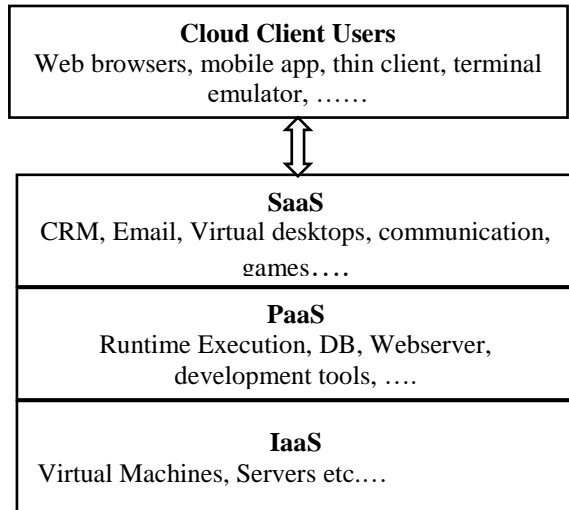 Cloud Client Users
Web browsers, mobile app, thin client, terminal
emulator, ……
SaaS
CRM, Email, Virtual desktops, communication,
games….
PaaS
Runtime Execution, DB, Webserver,
development tools, ….
IaaS
Virtual Machines, Servers etc.…